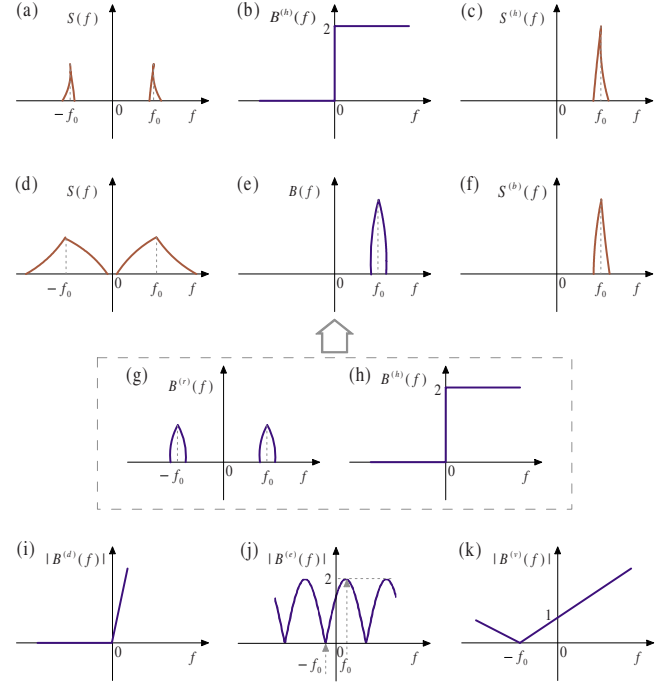 (a) S(f)
0
− f₀ f₀ f
(b) B⁽ʰ⁾(f)
2
0
f
(c) S⁽ʰ⁾(f)
0
f₀ f
(d) S(f)
0
− f₀ f₀ f
(e) B(f)
0
f₀ f
(f) S⁽ᵇ⁾(f)
0
f₀ f
(g) B⁽ʳ⁾(f)
0
− f₀ f₀ f
(h) B⁽ʰ⁾(f)
2
0
f
(i)
|B⁽ᵈ⁾(f)|
0
f
(j) |B⁽ᵉ⁾(f)|
2
0
− f₀ f₀ f
(k) |B⁽ᵛ⁾(f)|
1
0
− f₀ f